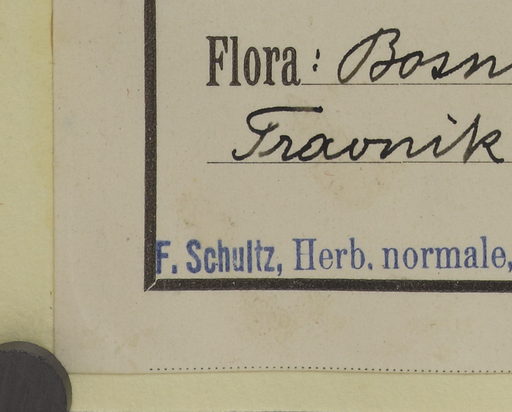 Flora: Bosn
Travnik
F. Schultz, Herb. normale,